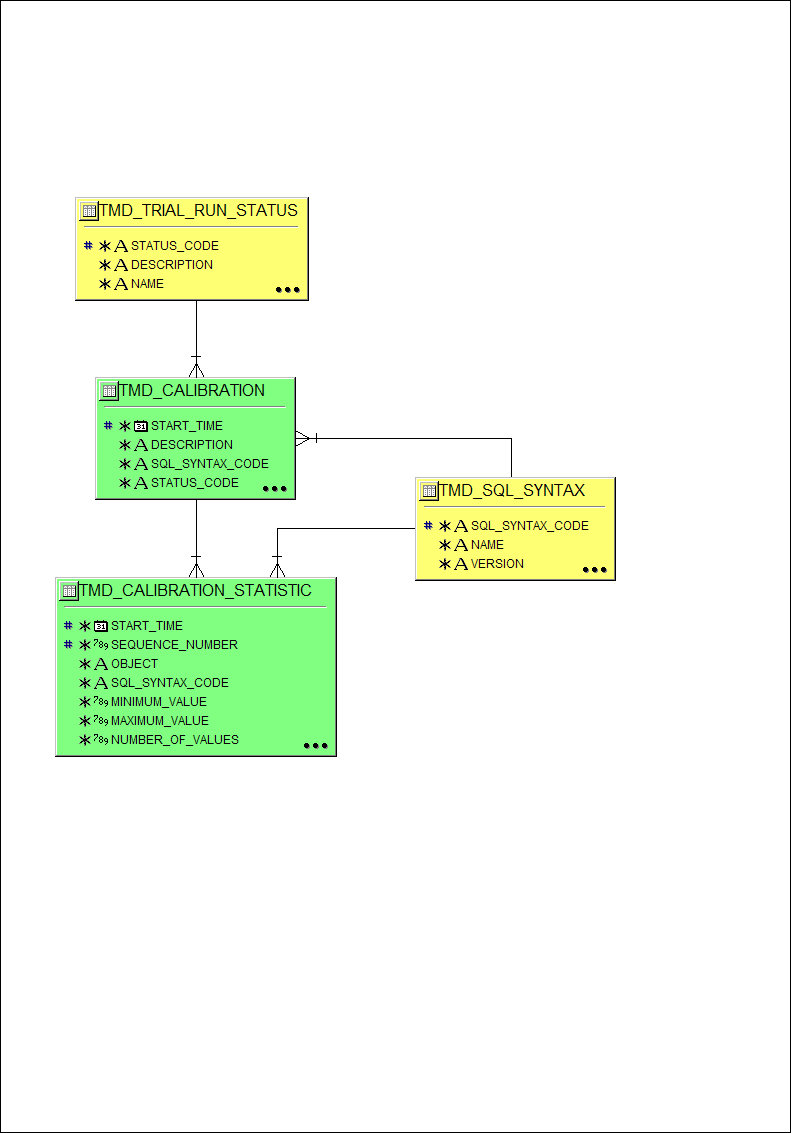 TMD_TRIAL_RUN_STATUS
# * A STATUS_CODE
* A DESCRIPTION
* A NAME
TMD_CALIBRATION
# * 31 START_TIME
* A DESCRIPTION
* A SQL_SYNTAX_CODE
* A STATUS_CODE
TMD_SQL_SYNTAX
# * A SQL_SYNTAX_CODE
* A NAME
* A VERSION
TMD_CALIBRATION_STATISTIC
# * 31 START_TIME
# * 789 SEQUENCE_NUMBER
* A OBJECT
* A SQL_SYNTAX_CODE
* 789 MINIMUM_VALUE
* 789 MAXIMUM_VALUE
* 789 NUMBER_OF_VALUES